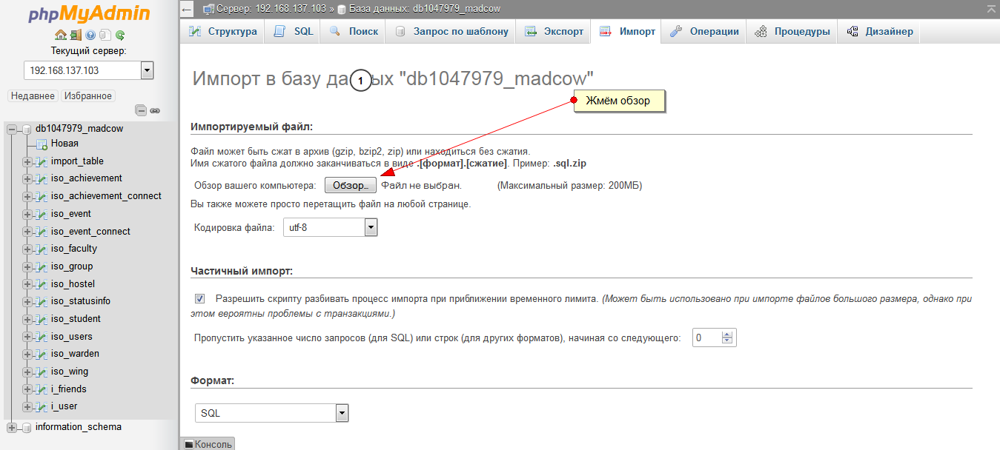 phpMyAdmin
Текущий сервер:
192.168.137.103
Недавнее Избранное
db1047979_madcow
Новая
import_table
iso_achievement
iso_achievement_connect
iso_event
iso_event_connect
iso_faculty
iso_group
iso_hostel
iso_statusinfo
iso_student
iso_users
iso_warden
iso_wing
i_friends
i_user
information_schema
Сервер: 192.168.137.103 » База данных: db1047979_madcow
Структура SQL Поиск Запрос по шаблону Экспорт Импорт Операции Процедуры Дизайнер
Импорт в базу да 1 ых "db1047979_madcow"
Жмём обзор
Импортируемый файл:
Файл может быть сжат в архив (gzip, bzip2, zip) или находиться без сжатия.
Имя сжатого файла должно заканчиваться в виде .[формат].[сжатие]. Пример: .sql.zip
Обзор вашего компьютера: Обзор... Файл не выбран. (Максимальный размер: 200МБ)
Вы также можете просто перетащить файл на любой странице.
Кодировка файла: utf-8
Частичный импорт:
Разрешить скрипту разбивать процесс импорта при приближении временного лимита. (Может быть использовано при импорте файлов большого размера, однако при
этом вероятны проблемы с транзакциями.)
Пропустить указанное число запросов (для SQL) или строк (для других форматов), начиная со следующего: 0
Формат:
SQL
Консоль